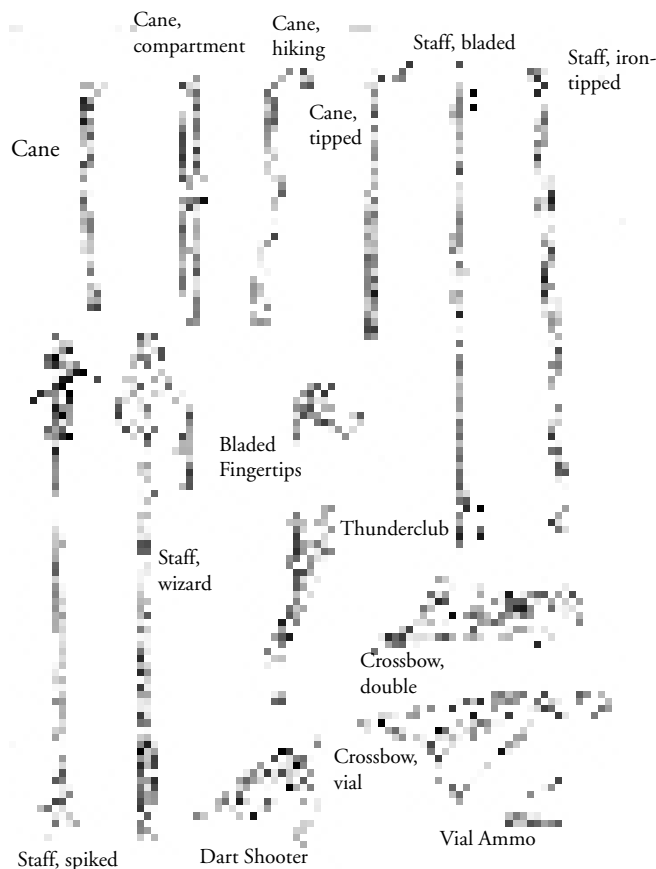 Cane,
compartment
Cane,
hiking
Staff, bladed
Staff, iron-
tipped
Cane,
tipped
Cane
Bladed
Fingertips
Thunderclub
Staff,
wizard
Crossbow,
double
Crossbow,
vial
Vial Ammo
Staff, spiked
Dart Shooter